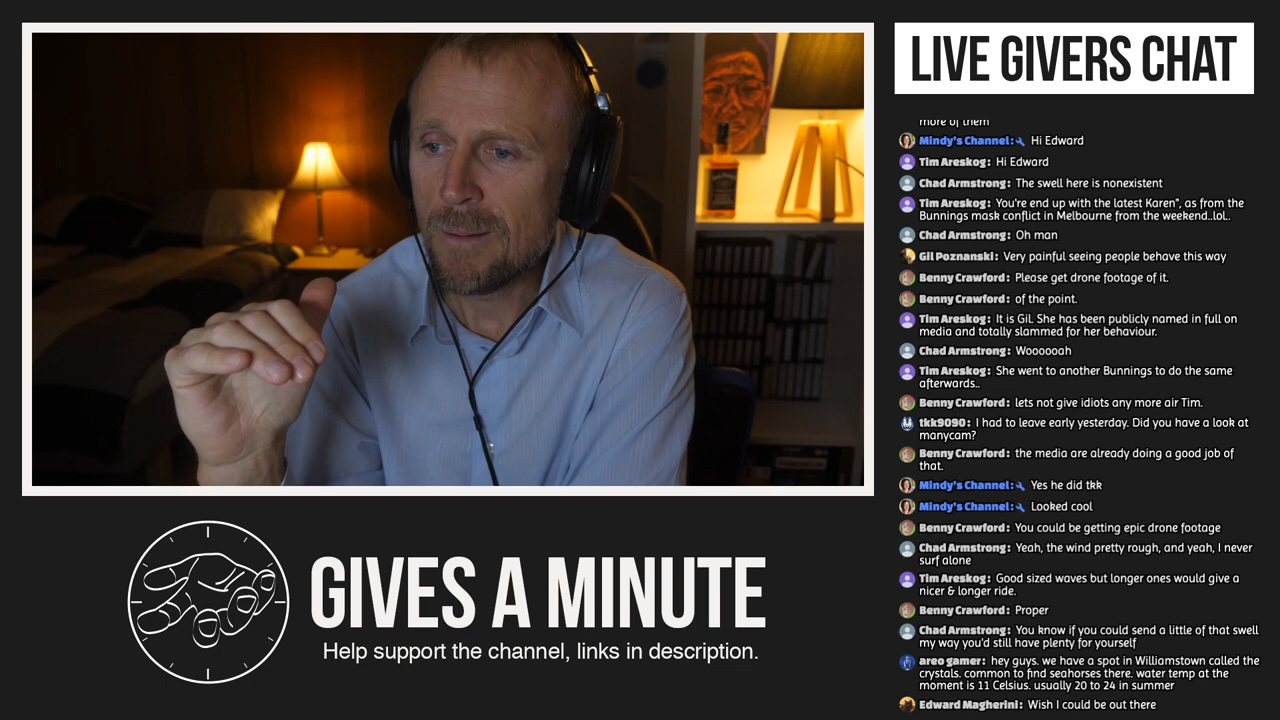 LIVE GIVERS CHAT
more of them
Mindy's Channel: Hi Edward
Tim Areskog: Hi Edward
Chad Armstrong: The swell here is nonexistent
Tim Areskog: You're end up with the latest Karen", as from the
Bunnings mask conflict in Melbourne from the weekend..lol..
Chad Armstrong: Oh man
Gil Poznanski: Very painful seeing people behave this way
Benny Crawford: Please get drone footage of it.
Benny Crawford: of the point.
Tim Areskog: It is Gil. She has been publicly named in full on
media and totally slammed for her behaviour.
Chad Armstrong: Woooooah
Tim Areskog: She went to another Bunnings to do the same
afterwards..
Benny Crawford: lets not give idiots any more air Tim.
tkk9090: I had to leave early yesterday. Did you have a look at
manycam?
Benny Crawford: the media are already doing a good job of
that.
Mindy's Channel: Yes he did tkk
Mindy's Channel: Looked cool
Benny Crawford: You could be getting epic drone footage
Chad Armstrong: Yeah, the wind pretty rough, and yeah, I never
surf alone
Tim Areskog: Good sized waves but longer ones would give a
nicer & longer ride.
Benny Crawford: Proper
Chad Armstrong: You know if you could send a little of that swell
my way you'd still have plenty for yourself
areo gamer: hey guys. we have a spot in Williamstown called the
crystals. common to find seahorses there. water temp at the
moment is 11 Celsius. usually 20 to 24 in summer
Edward Magherini: Wish I could be out there
GIVES A MINUTE
Help support the channel, links in description.